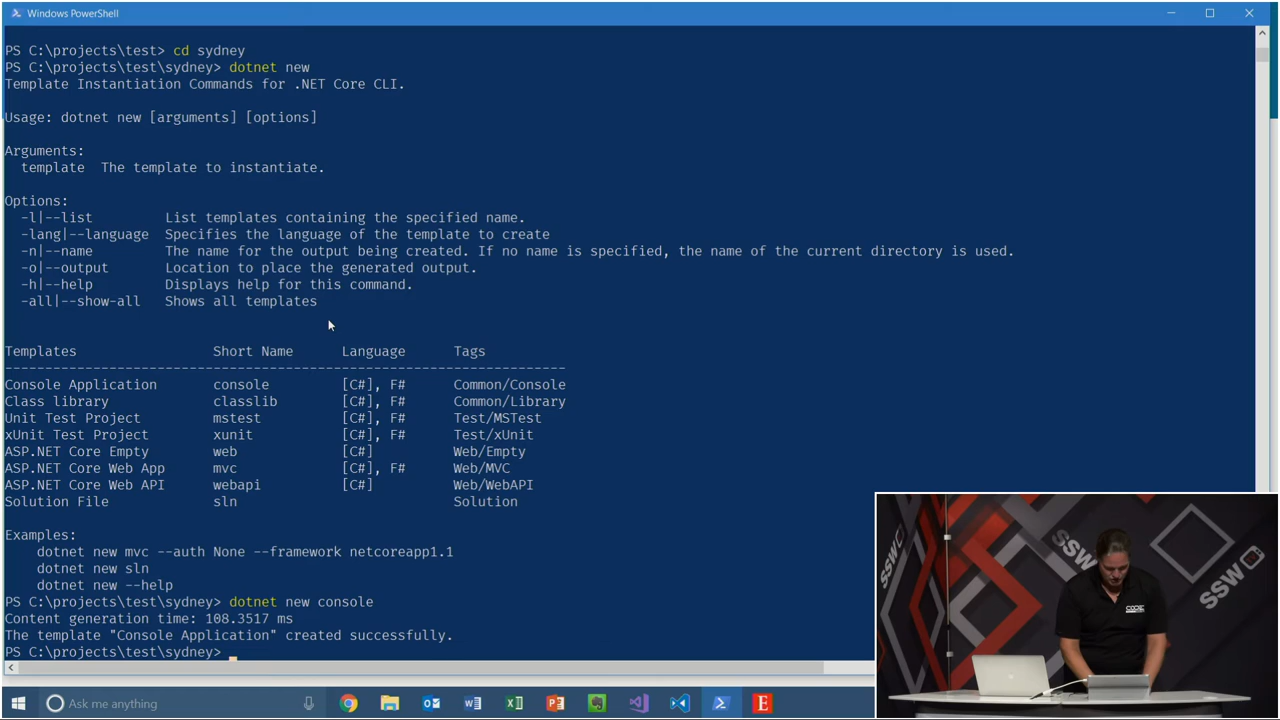 Windows PowerShell
PS C:\projects\test> cd sydney
PS C:\projects\test\sydney> dotnet new
Template Instantiation Commands for .NET Core CLI.
Usage: dotnet new [arguments] [options]
Arguments:
template  The template to instantiate.
Options:
-l|--list         List templates containing the specified name.
-lang|--language  Specifies the language of the template to create
-n|--name         The name for the output being created. If no name is specified, the name of the current directory is used.
-o|--output       Location to place the generated output.
-h|--help         Displays help for this command.
-all|--show-all   Shows all templates
Templates                 Short Name      Language      Tags
----------------------------------------------------------------------
Console Application       console         [C#], F#      Common/Console
Class library             classlib        [C#], F#      Common/Library
Unit Test Project         mstest          [C#], F#      Test/MSTest
xUnit Test Project        xunit           [C#], F#      Test/xUnit
ASP.NET Core Empty        web             [C#]          Web/Empty
ASP.NET Core Web App      mvc             [C#], F#      Web/MVC
ASP.NET Core Web API      webapi          [C#]          Web/WebAPI
Solution File             sln                           Solution
Examples:
dotnet new mvc --auth None --framework netcoreapp1.1
dotnet new sln
dotnet new --help
PS C:\projects\test\sydney> dotnet new console
Content generation time: 108.3517 ms
The template "Console Application" created successfully.
PS C:\projects\test\sydney>
SSW
SSW
SSW
CODE
Ask me anything